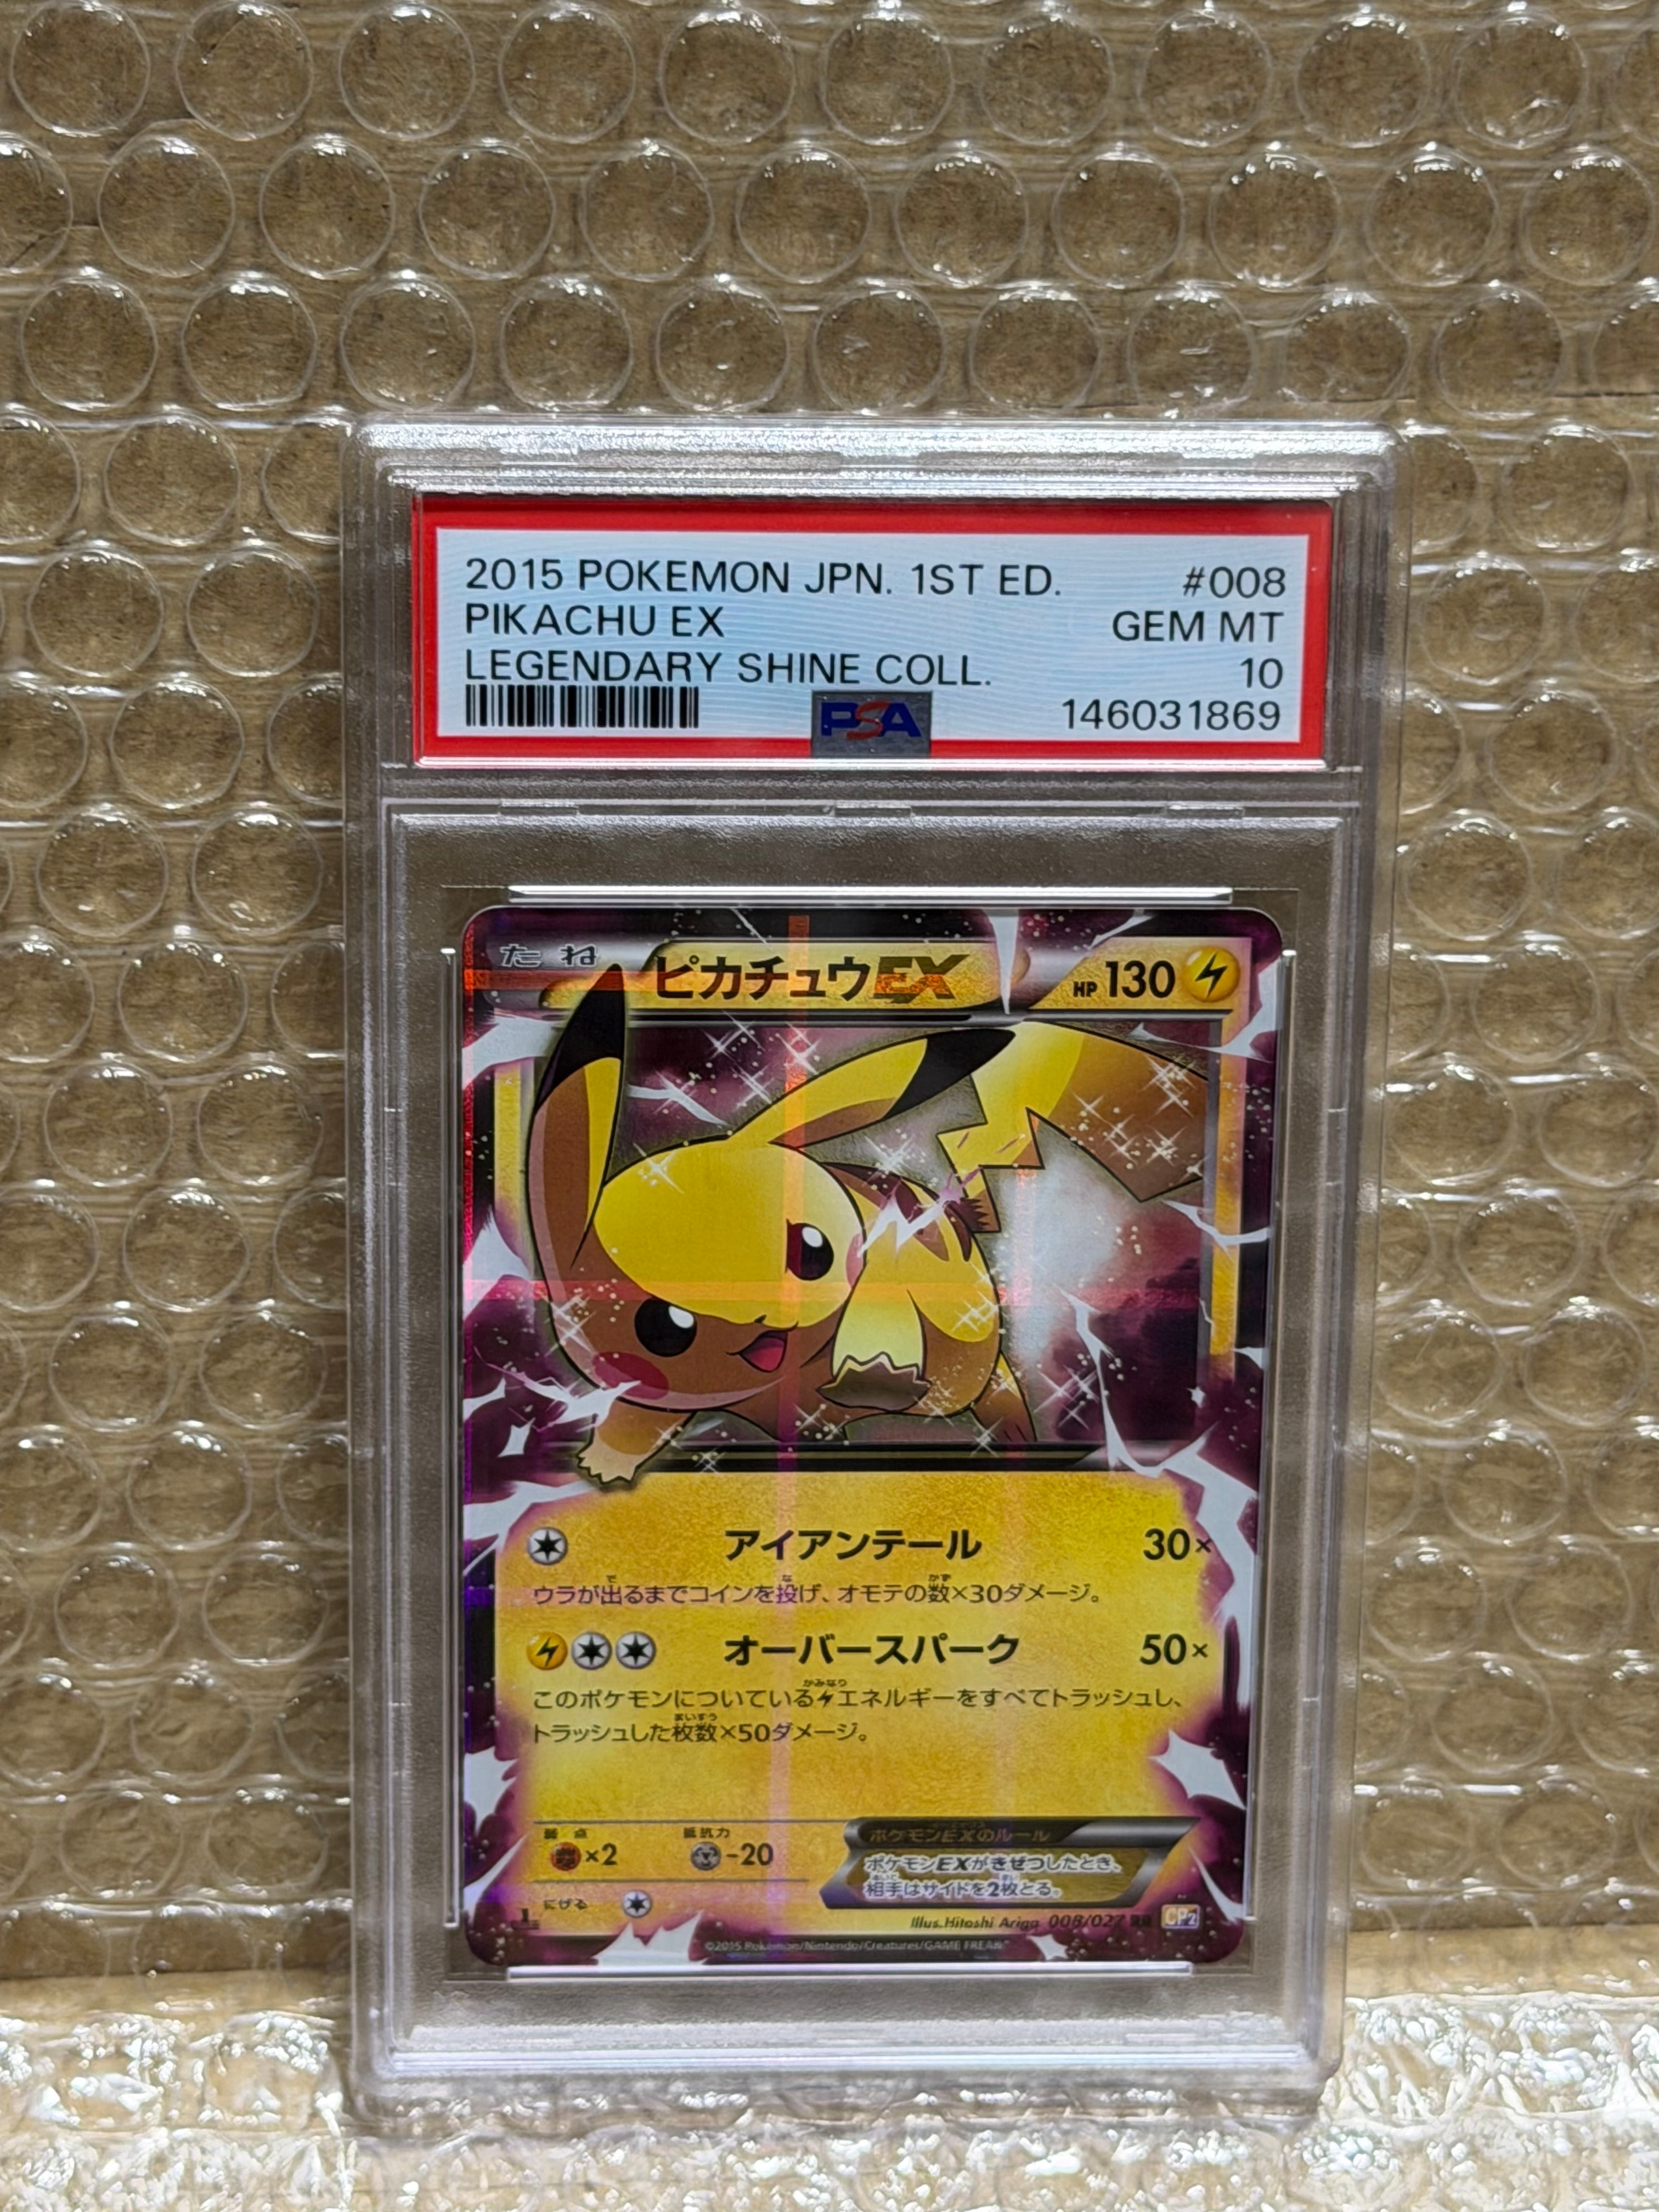 2015 POKEMON JPN. 1ST ED. #008
PIKACHU EX GEM MT
LEGENDARY SHINE COLL. 10
PSA 146031869
たね ピカチュウEX HP 130
アイアンテール 30×
ウラが出るまでコインを投げ、オモテの数×30ダメージ。
オーバースパーク 50×
このポケモンについているエネルギーをすべてトラッシュし、
トラッシュした枚数×50ダメージ。
弱点 抵抗力 ポケモンEXのルール
×2 -20 ポケモンEXがきぜつしたとき、
相手はサイドを2枚とる。
にげる
Illus. Hitoshi Ariga 008/027 RR CP2
©2015 Pokémon/Nintendo/Creatures/GAME FREAK